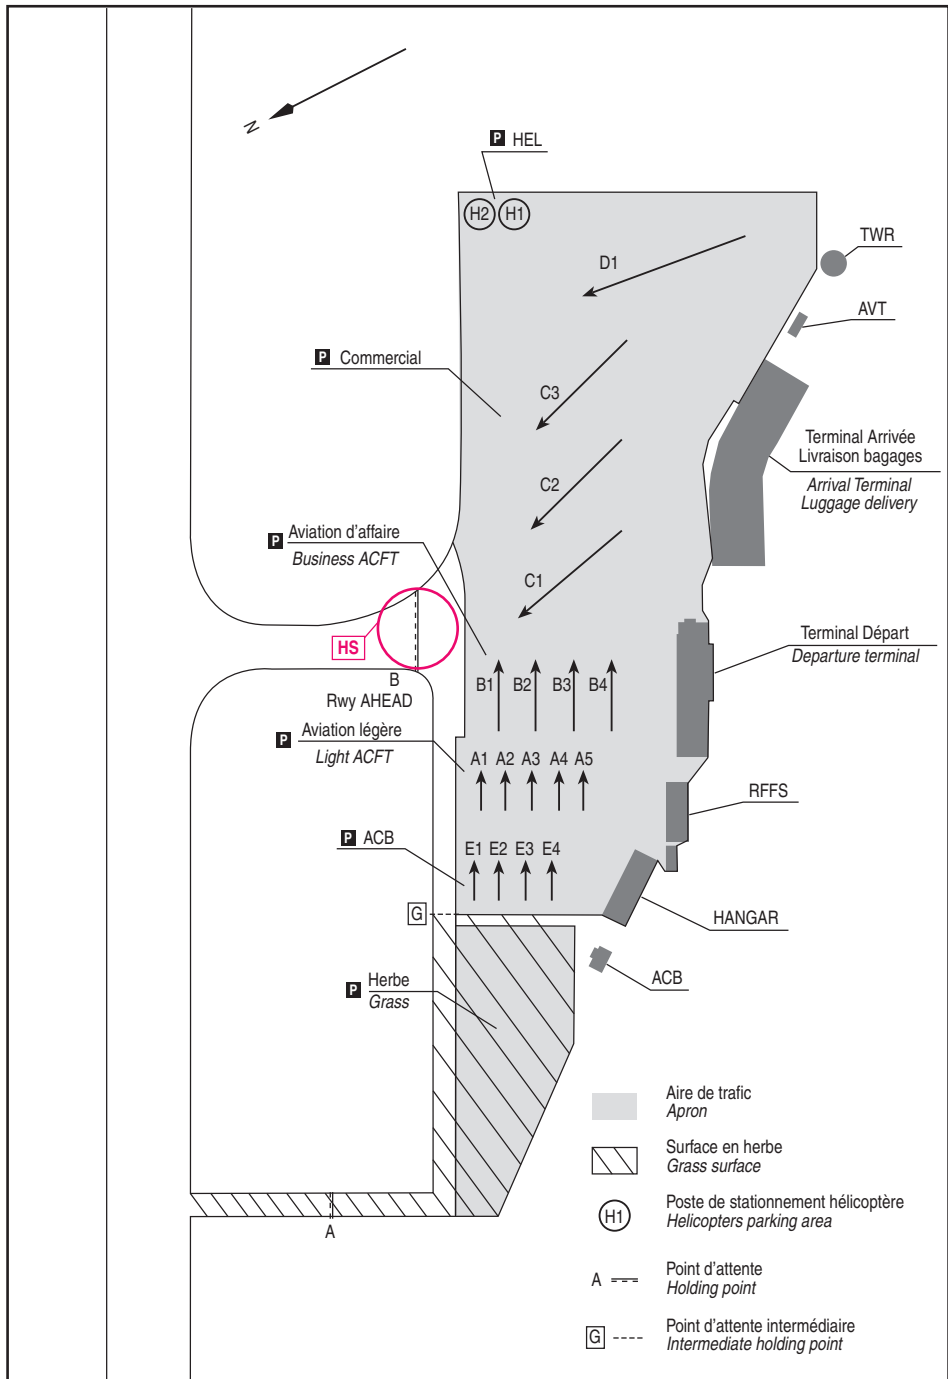 N
P HEL
H2 H1
TWR
D1
AVT
P Commercial
C3
Terminal Arrivée
Livraison bagages
Arrival Terminal
Luggage delivery
C2
P Aviation d'affaire
Business ACFT
C1
HS
Terminal Départ
Departure terminal
B
Rwy AHEAD
B1 B2 B3 B4
P Aviation légère
Light ACFT
A1 A2 A3 A4 A5
RFFS
P ACB
E1 E2 E3 E4
G
HANGAR
ACB
P Herbe
Grass
Aire de trafic
Apron
Surface en herbe
Grass surface
H1 Poste de stationnement hélicoptère
Helicopters parking area
A
A Point d'attente
Holding point
G Point d'attente intermédiaire
Intermediate holding point